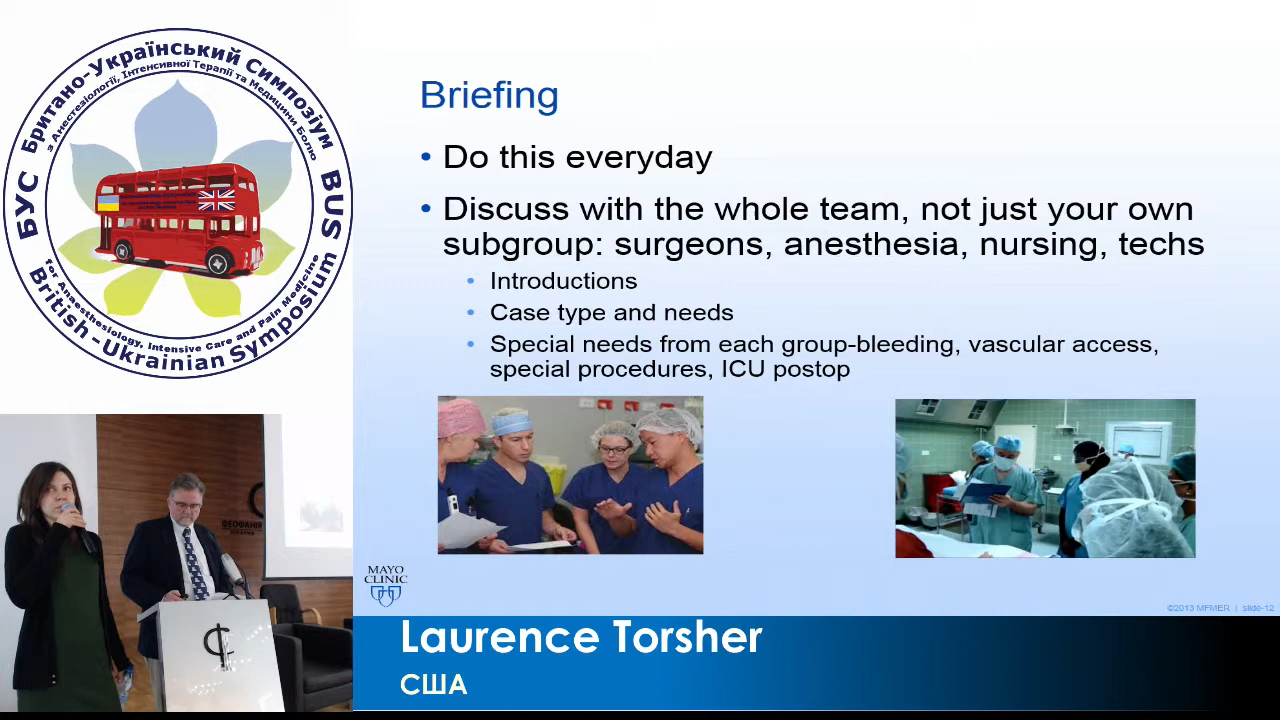 Британо-Український Симпозіум
з Анестезіології, Інтенсивної Терапії та Медицини Болю
БУС
BUS
for Anaesthesiology, Intensive Care and Pain Medicine
British -Ukrainian Symposium
Briefing
• Do this everyday
• Discuss with the whole team, not just your own
subgroup: surgeons, anesthesia, nursing, techs
• Introductions
• Case type and needs
• Special needs from each group-bleeding, vascular access,
special procedures, ICU postop
MAYO
CLINIC
©2013 MFMER | slide-12
ФЕОФАНІЯ
Laurence Torsher
США